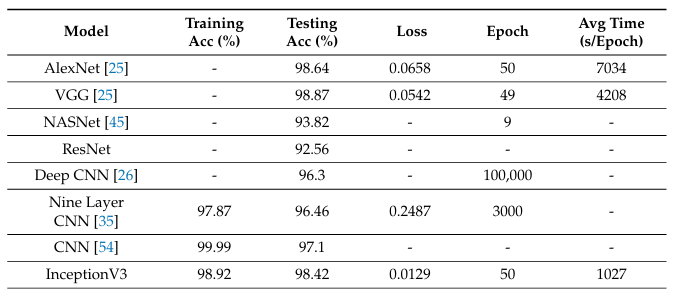 Model Training Acc (%) Testing Acc (%) Loss Epoch Avg Time (s/Epoch)
AlexNet [25] - 98.64 0.0658 50 7034
VGG [25] - 98.87 0.0542 49 4208
NASNet [45] - 93.82 - 9 -
ResNet - 92.56 - - -
Deep CNN [26] - 96.3 - 100,000 -
Nine Layer CNN [35] 97.87 96.46 0.2487 3000 -
CNN [54] 99.99 97.1 - - -
InceptionV3 98.92 98.42 0.0129 50 1027